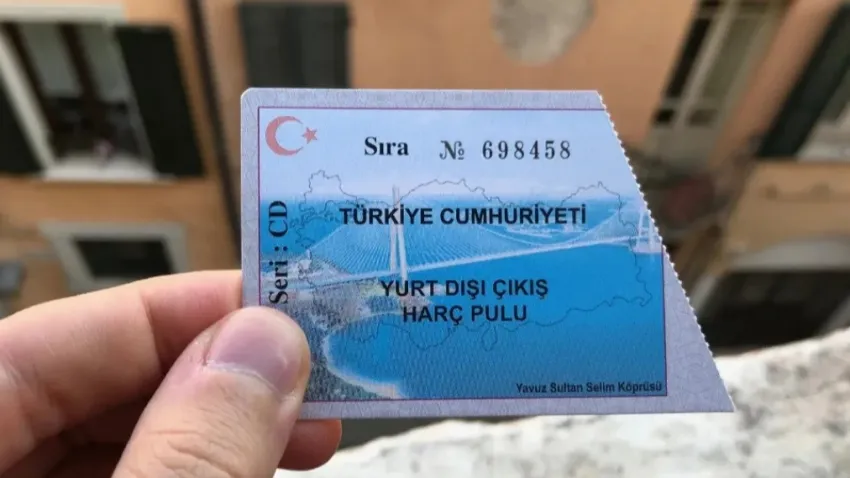 Sıra № 698458
TÜRKİYE CUMHURİYETİ
Seri : CD
YURT DIŞI ÇIKIŞ
HARÇ PULU
Yavuz Sultan Selim Köprüsü